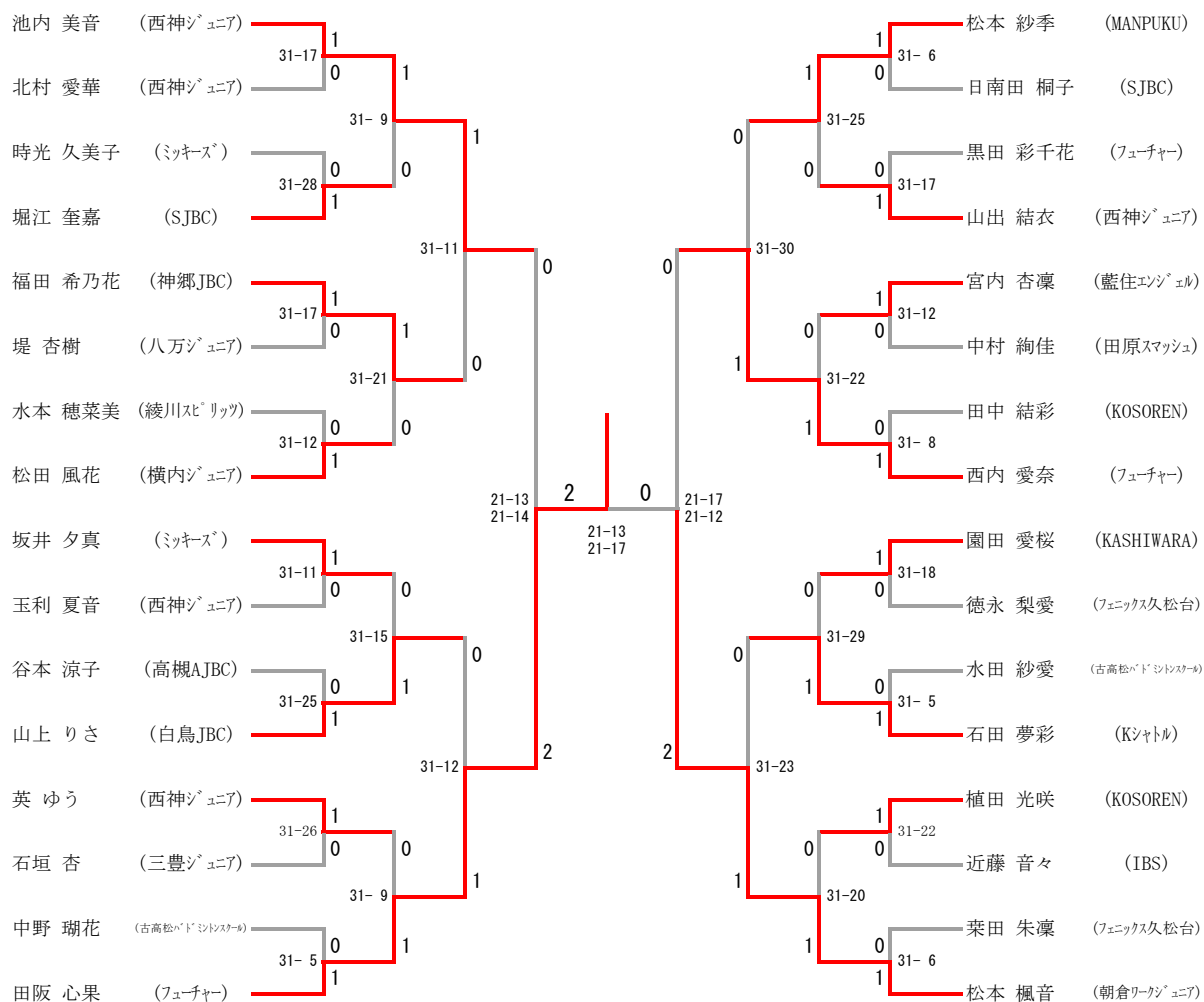 池内 美音 (西神ジュニア)
1
31-17
0
北村 愛華 (西神ジュニア)
1
31- 9
0
時光 久美子 (ミッキーズ)
0
31-28
1
堀江 奎嘉 (SJBC)
1
31-11
0
福田 希乃花 (神郷JBC)
1
31-17
0
堤 杏樹 (八万ジュニア)
1
31-21
0
水本 穂菜美 (綾川スピリッツ)
0
31-12
1
松田 風花 (横内ジュニア)
0
21-13
21-14
2
坂井 夕真 (ミッキーズ)
1
31-11
0
玉利 夏音 (西神ジュニア)
0
31-15
1
谷本 涼子 (高槻AJBC)
0
31-25
1
山上 りさ (白鳥JBC)
0
31-12
1
英 ゆう (西神ジュニア)
1
31-26
0
石垣 杏 (三豊ジュニア)
0
31- 9
1
中野 瑚花 (古高松バドミントンスクール)
0
31- 5
1
田阪 心果 (フューチャー)
2 0
21-13
21-17
松本 紗季 (MANPUKU)
1
31- 6
0
日南田 桐子 (SJBC)
1
31-25
0
黒田 彩千花 (フューチャー)
0
31-17
1
山出 結衣 (西神ジュニア)
0
31-30
1
宮内 杏凜 (藍住エンジェル)
1
31-12
0
中村 絢佳 (田原スマッシュ)
0
31-22
1
田中 結彩 (KOSOREN)
0
31- 8
1
西内 愛奈 (フューチャー)
0
21-17
21-12
2
園田 愛桜 (KASHIWARA)
1
31-18
0
徳永 梨愛 (フェニックス久松台)
0
31-29
1
水田 紗愛 (古高松バドミントンスクール)
0
31- 5
1
石田 夢彩 (Kシャトル)
0
31-23
1
植田 光咲 (KOSOREN)
1
31-22
0
近藤 音々 (IBS)
0
31-20
1
桒田 朱凜 (フェニックス久松台)
0
31- 6
1
松本 楓音 (朝倉ワークジュニア)